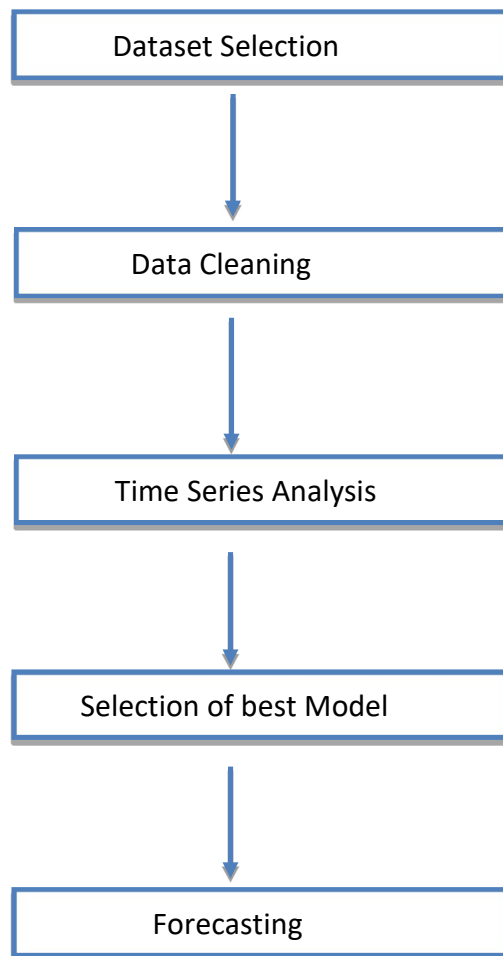 Dataset Selection
Data Cleaning
Time Series Analysis
Selection of best Model
Forecasting